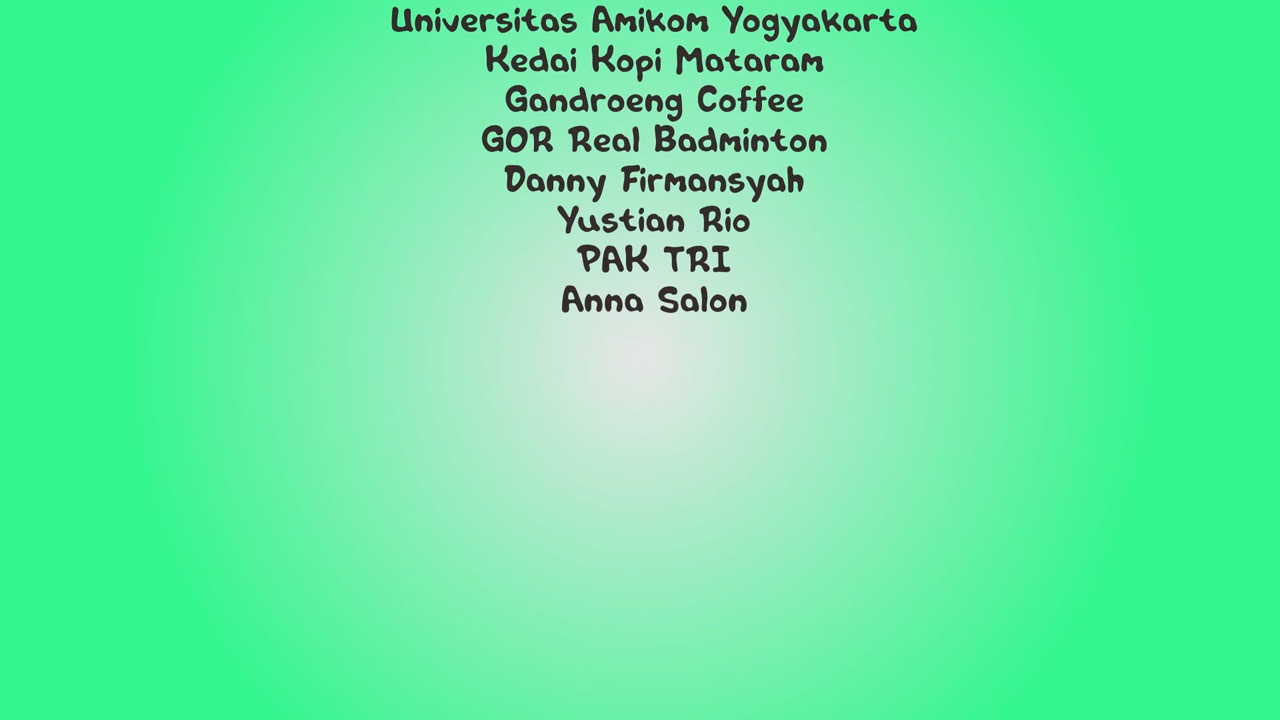 Universitas Amikom Yogyakarta
Kedai Kopi Mataram
Gandroeng Coffee
GOR Real Badminton
Danny Firmansyah
Yustian Rio
PAK TRI
Anna Salon